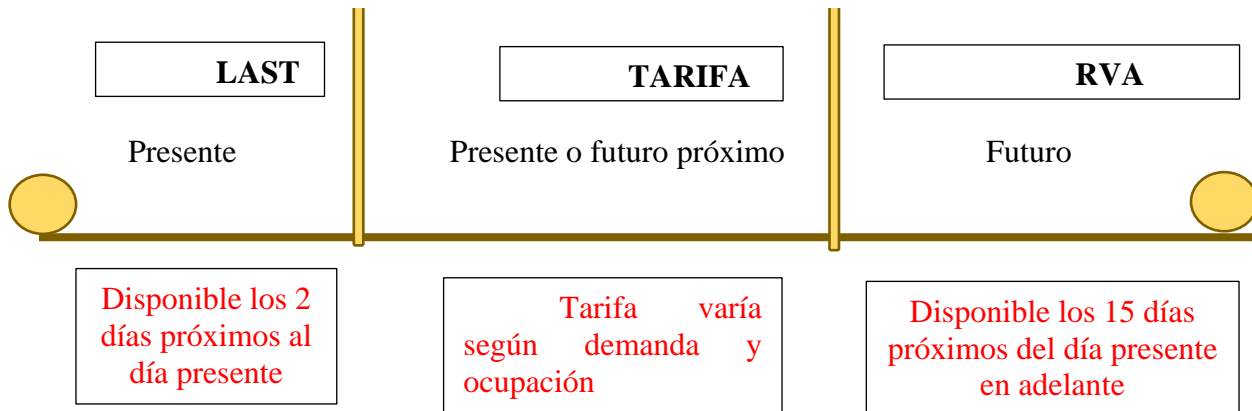 LAST
TARIFA
RVA
Presente
Presente o futuro próximo
Futuro
Disponible los 2
días próximos al
día presente
Tarifa varía
según demanda y
ocupación
Disponible los 15 días
próximos del día presente
en adelante